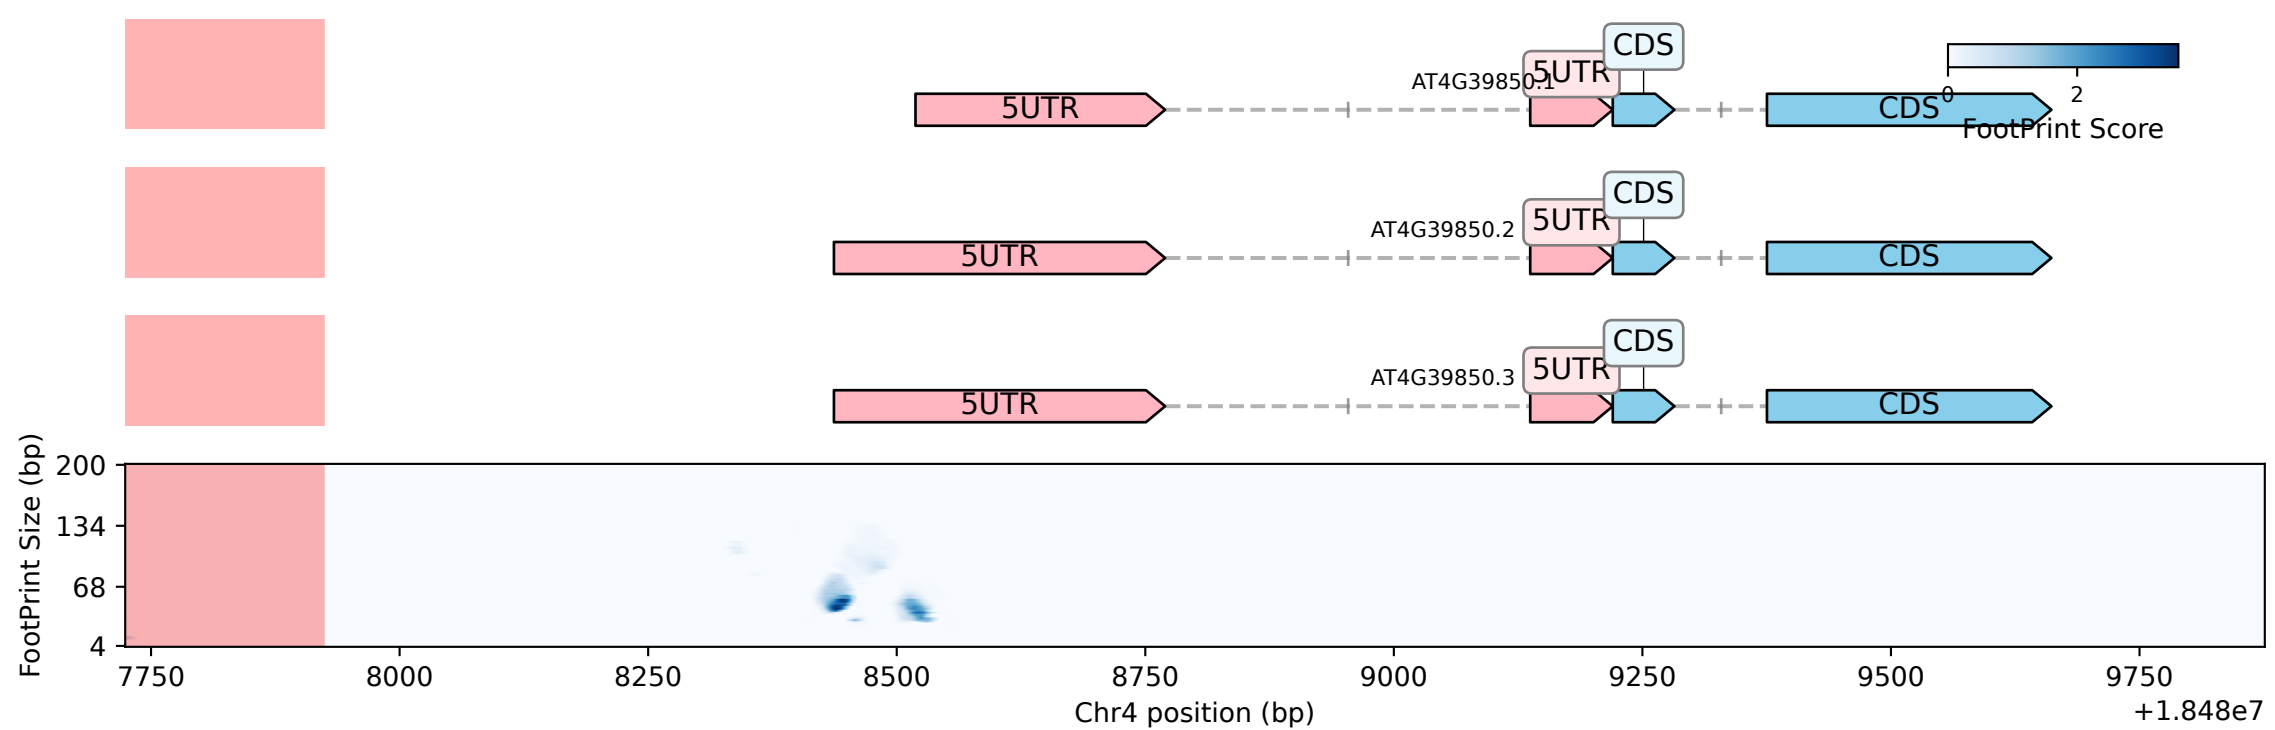 CDS
5UTR
AT4G39850.1
5UTR
CDS
0
2
FootPrint Score
CDS
5UTR
AT4G39850.2
5UTR
CDS
CDS
5UTR
AT4G39850.3
5UTR
CDS
FootPrint Size (bp)
200
134
68
4
7750
8000
8250
8500
8750
9000
9250
9500
9750
Chr4 position (bp)
+1.848e7